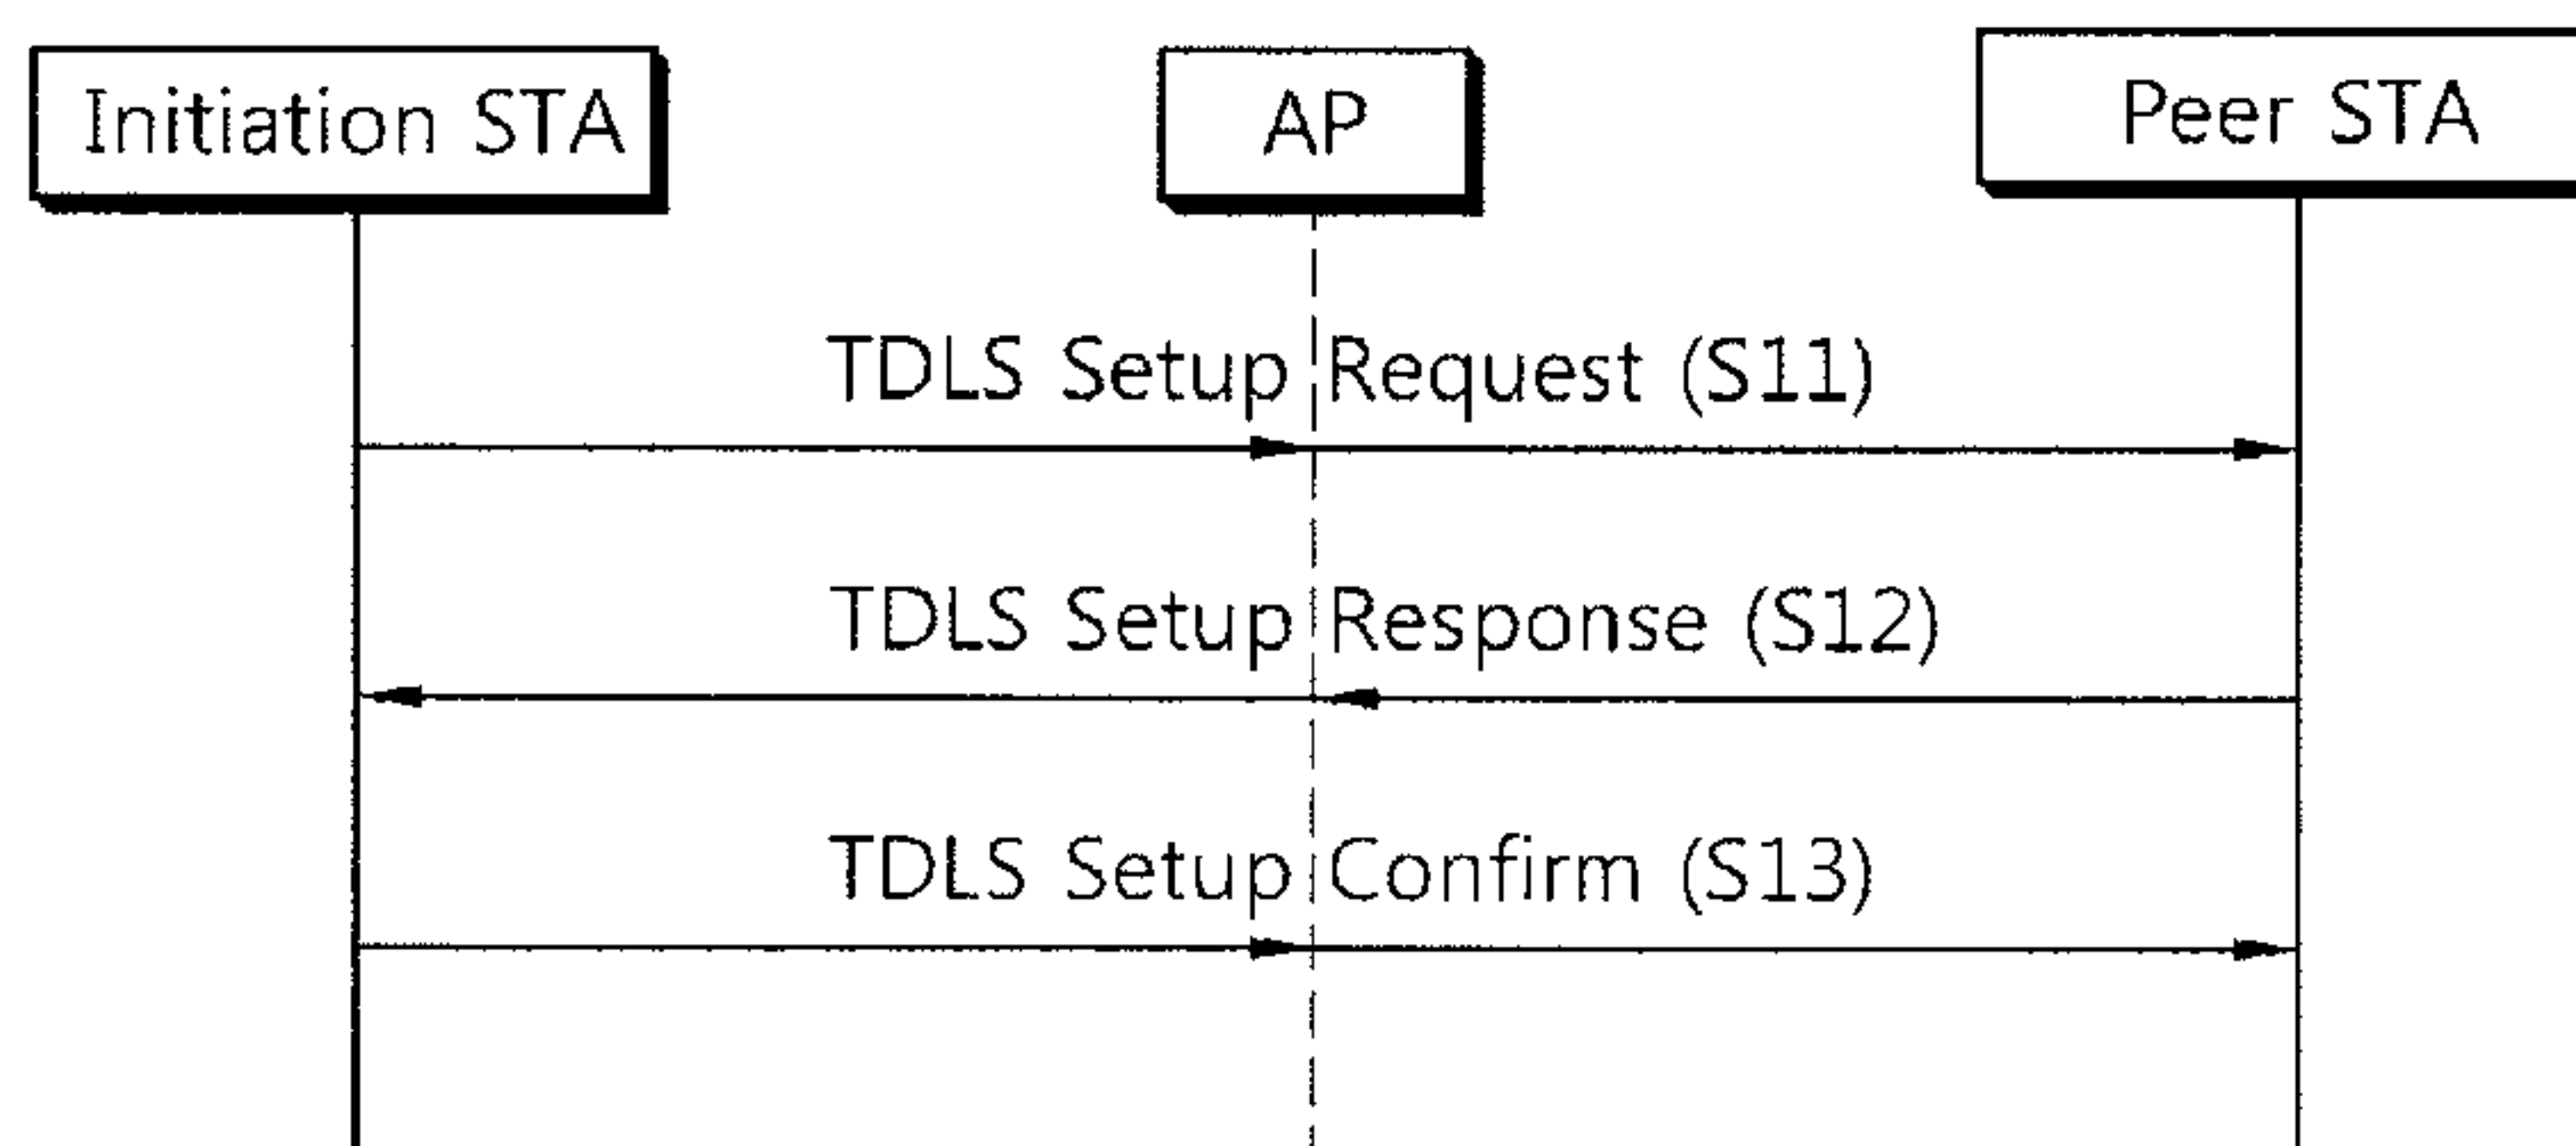 Initiation STA
AP
Peer STA
TDLS Setup Request (S11)
TDLS Setup Response (S12)
TDLS Setup Confirm (S13)